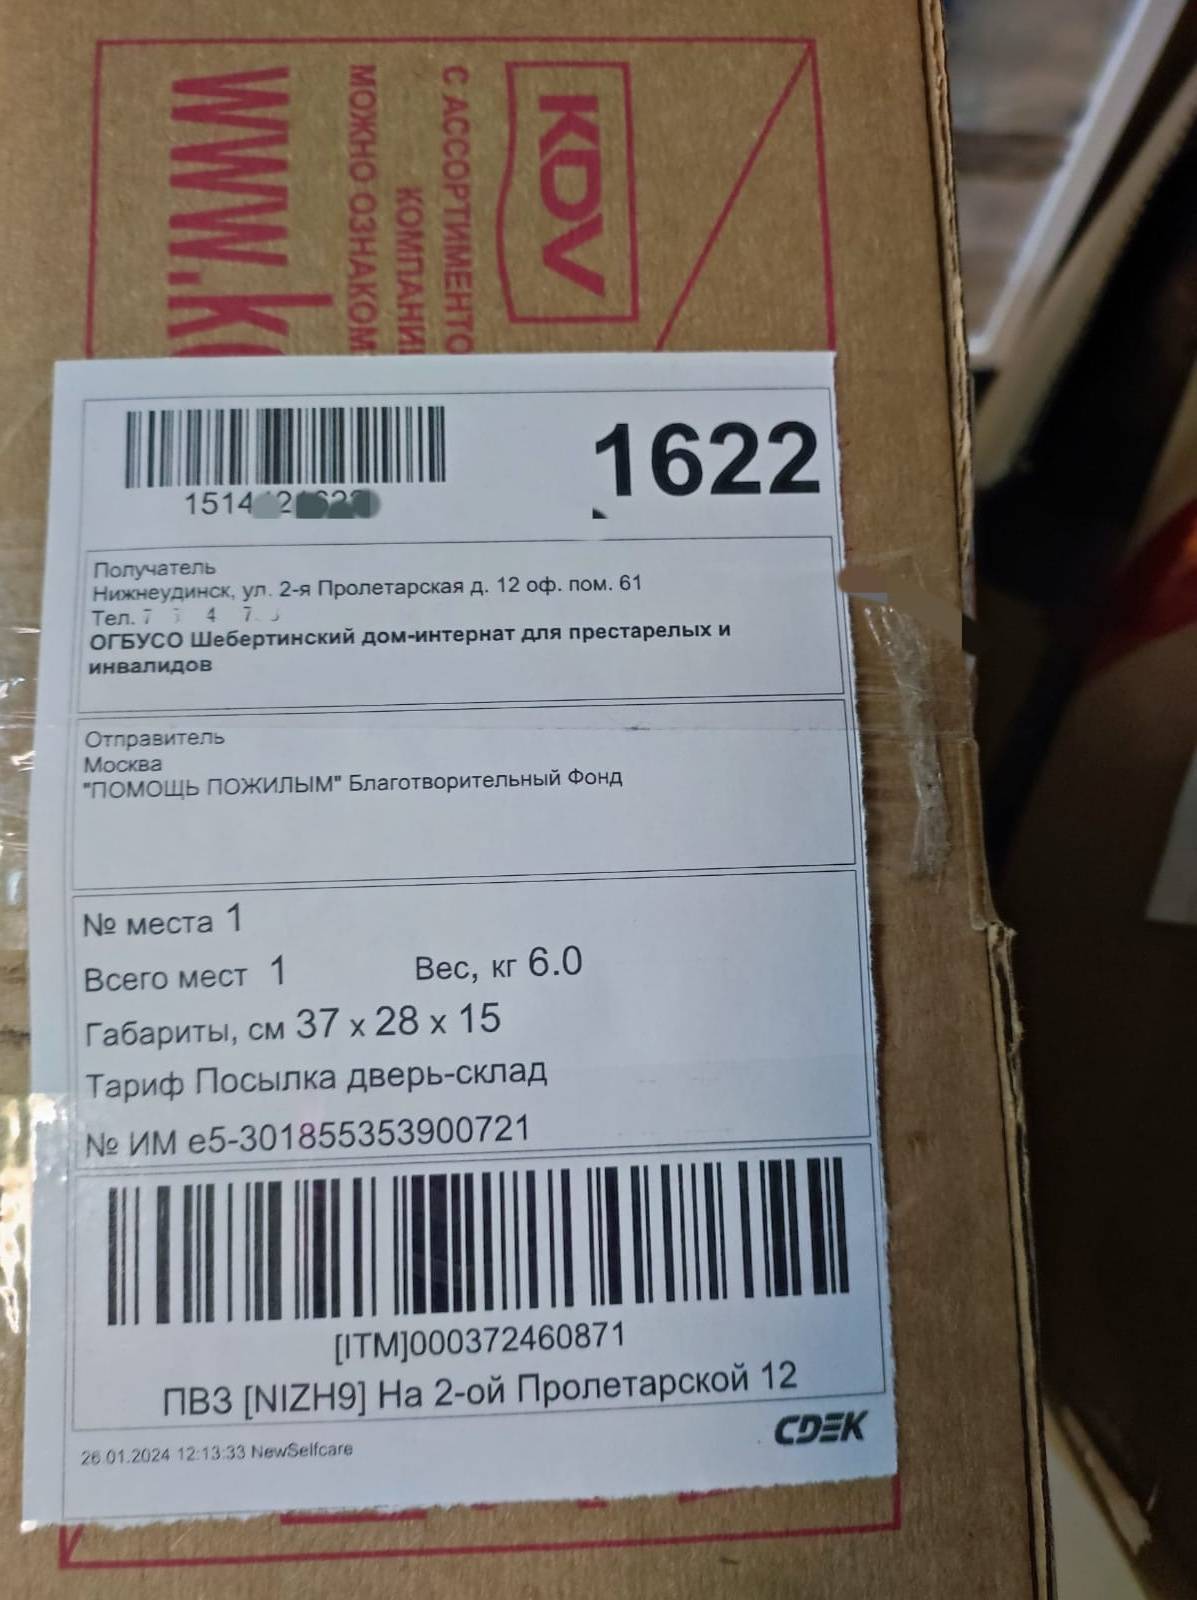 KDV
С АССОРТИМЕНТО
КОМПАНИ
МОЖНО ОЗНАКОМ
www.k
1622
Получатель
Нижнеудинск, ул. 2-я Пролетарская д. 12 оф. пом. 61
Тел.
ОГБУСО Шебертинский дом-интернат для престарелых и
инвалидов
Отправитель
Москва
"ПОМОЩЬ ПОЖИЛЫМ" Благотворительный Фонд
№ места 1
Всего мест 1 Вес, кг 6.0
Габариты, см 37 x 28 x 15
Тариф Посылка дверь-склад
№ ИМ e5-301855353900721
[ITM]000372460871
ПВЗ [NIZH9] На 2-ой Пролетарской 12
CDEK
26.01.2024 12:13:33 NewSelfcare